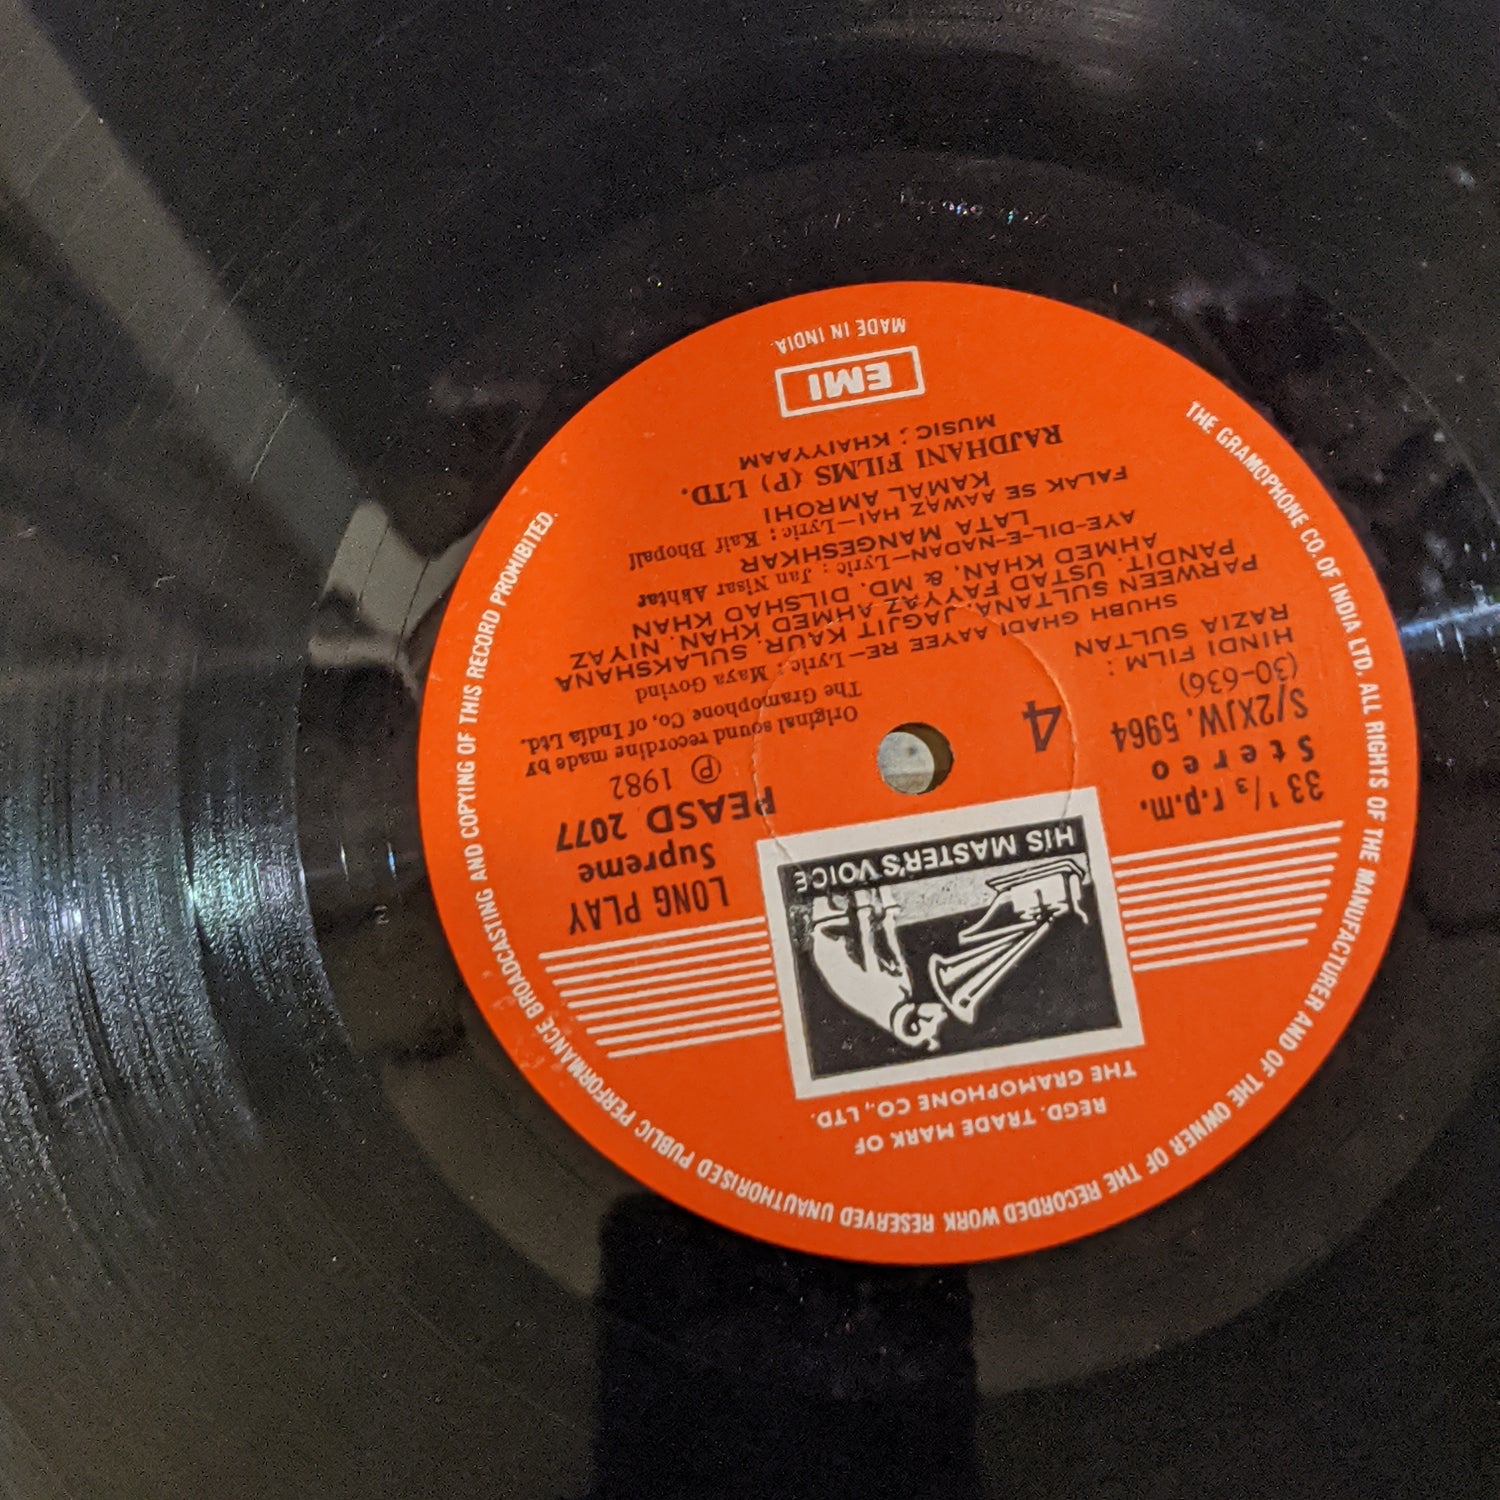 REGD. TRADE MARK OF
THE GRAMOPHONE CO., LTD.
HIS MASTER'S VOICE
33 1/3 r.p.m.
Stereo
S/2XJW. 5964
(30-636)
4
LONG PLAY
Supreme
PEASD 2077
Ⓟ 1982
Original sound recording made by
The Gramophone Co, of India Ltd.
HINDI FILM :
RAZIA SULTAN
SHUBH GHADI AAYEE RE—Lyric : Maya Govind
PARWEEN SULTANA, JAGJIT KAUR. SULAKSHANA
PANDIT. USTAD FAYYAZ AHMED KHAN, NIYAZ
AHMED KHAN, & MD. DILSHAD KHAN
AYE-DIL-E-NADAN—Lyric : Jan Nisar Akhtar
LATA MANGESHKAR
FALAK SE AAWAZ HAI—Lyric : Kaif Bhopali
KAMAL AMROHI
RAJDHANI FILMS (P) LTD.
MUSIC : KHAIYYAAM
EMI
MADE IN INDIA.
THE GRAMOPHONE CO. OF INDIA LTD. ALL RIGHTS OF THE MANUFACTURER AND OF THE OWNER OF THE RECORDED WORK RESERVED UNAUTHORISED PUBLIC PERFORMANCE BROADCASTING AND COPYING OF THIS RECORD PROHIBITED.